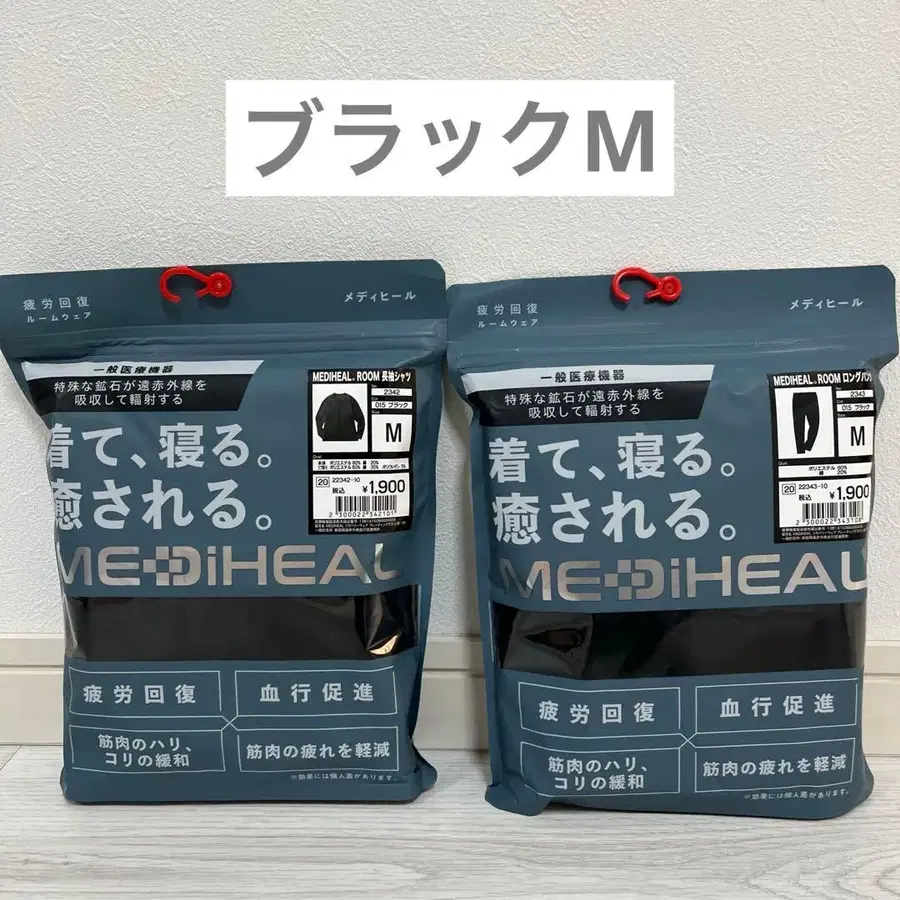 ブラックM
疲労回復
ルームウェア
メディヒール
一般医療機器
特殊な鉱石が遠赤外線を
吸収して輻射する
MEDIHEAL ROOM 長袖シャツ
2342
015 ブラック
M
20 22342-10
税込 ¥1,900
2300022342101
着て、寝る。
癒される。
MEDiHEAL
疲労回復
血行促進
筋肉のハリ、
コリの緩和
筋肉の疲れを軽減
※効果には個人差があります。
疲労回復
ルームウェア
メディヒール
一般医療機器
特殊な鉱石が遠赤外線を
吸収して輻射する
MEDIHEAL ROOM ロングパンツ
2343
015 ブラック
M
ポリエステル 80%
綿 20%
20 22343-10
税込 ¥1,900
着て、寝る。
癒される。
MEDiHEAL
疲労回復
血行促進
筋肉のハリ、
コリの緩和
筋肉の疲れを軽減
※効果には個人差があります。